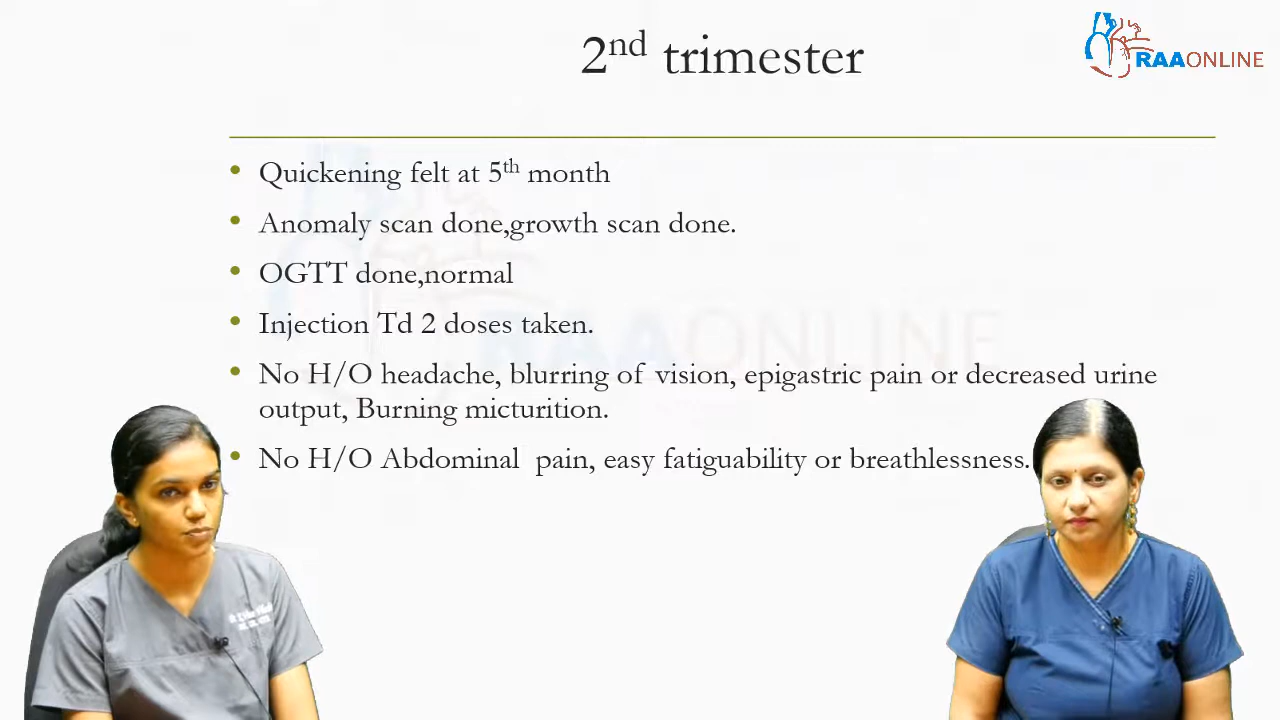 2nd trimester
RAAONLINE
• Quickening felt at 5th month
• Anomaly scan done,growth scan done.
• OGTT done,normal
• Injection Td 2 doses taken.
• No H/O headache, blurring of vision, epigastric pain or decreased urine
output, Burning micturition.
• No H/O Abdominal pain, easy fatiguability or breathlessness.
RAAONLINE